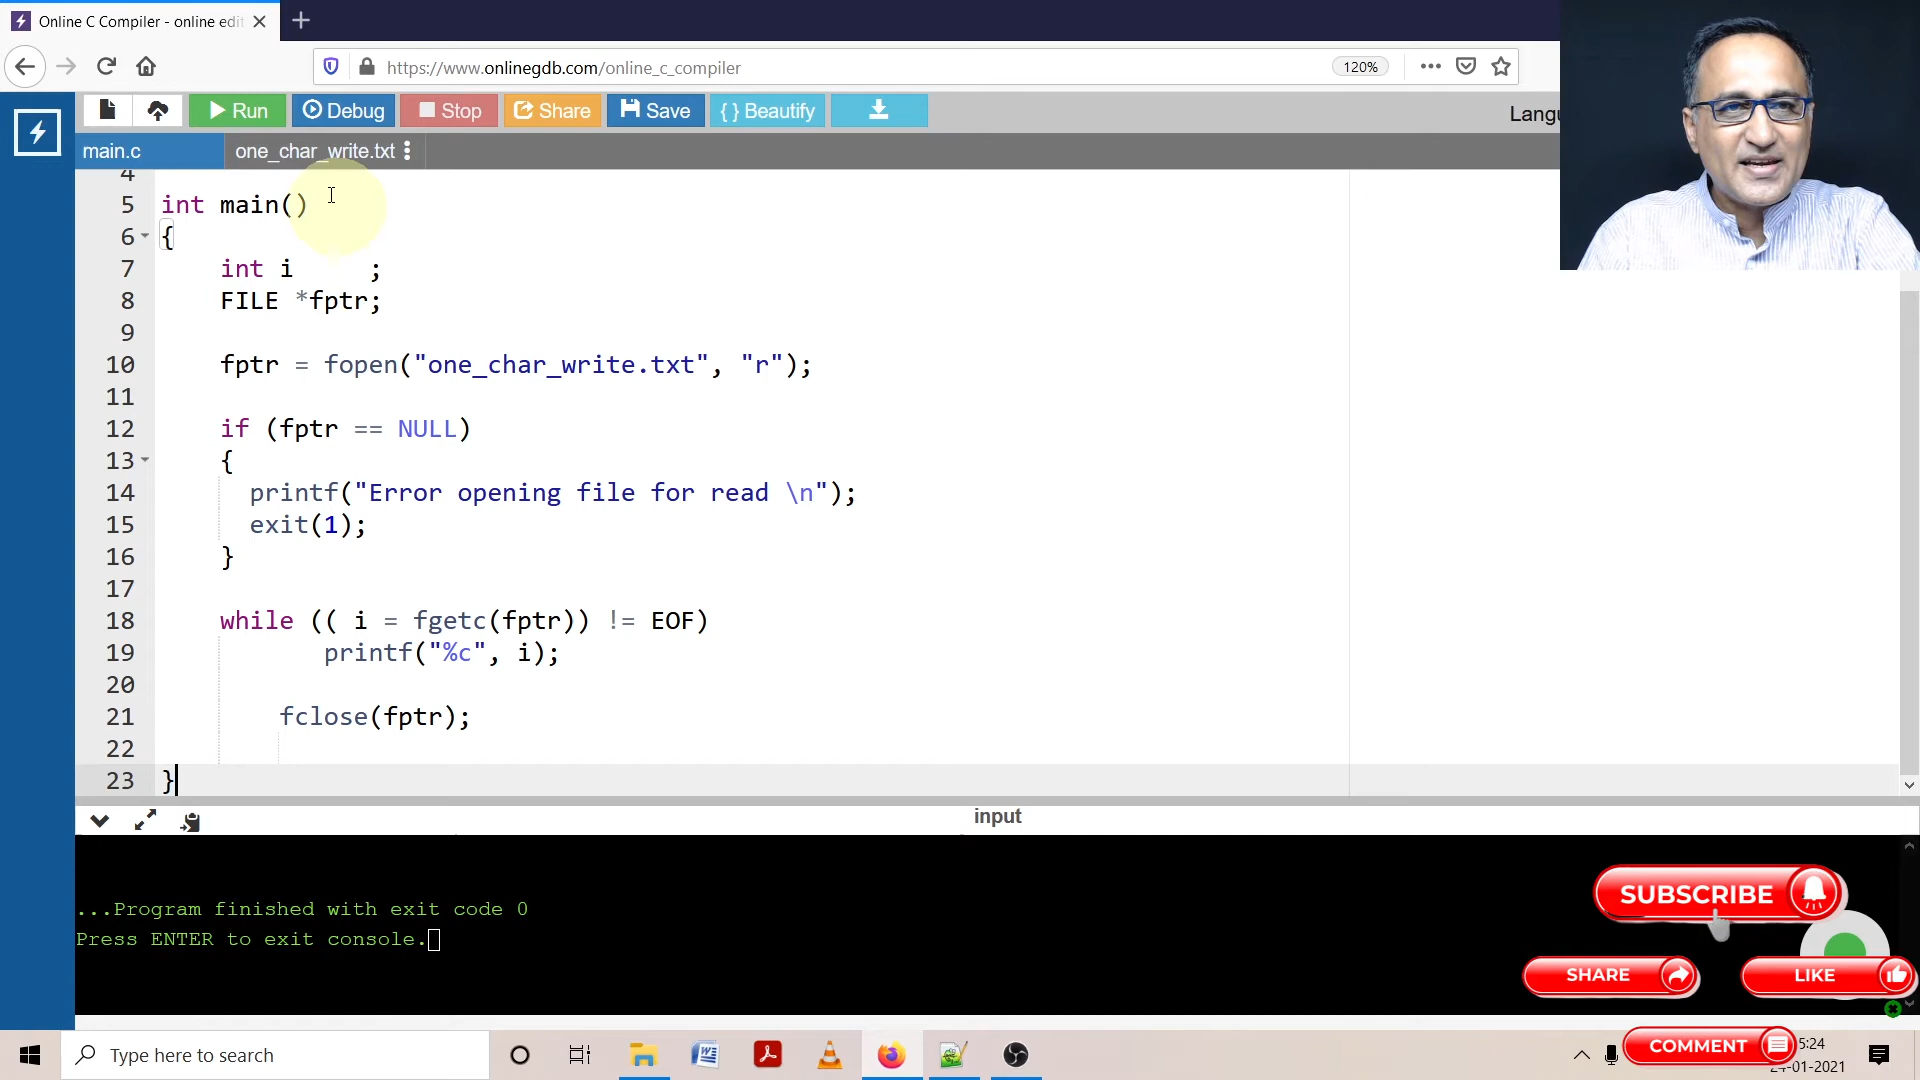 Online C Compiler - online edit
https://www.onlinegdb.com/online_c_compiler
120%
Run
Debug
Stop
Share
Save
{ } Beautify
Langu
main.c
one_char_write.txt
4
5 int main()
6 {
7 int i ;
8 FILE *fptr;
9
10 fptr = fopen("one_char_write.txt", "r");
11
12 if (fptr == NULL)
13 {
14 printf("Error opening file for read \n");
15 exit(1);
16 }
17
18 while (( i = fgetc(fptr)) != EOF)
19 printf("%c", i);
20
21 fclose(fptr);
22
23 }
input
...Program finished with exit code 0
Press ENTER to exit console.
SUBSCRIBE
SHARE
LIKE
Type here to search
COMMENT
5:24
24-01-2021